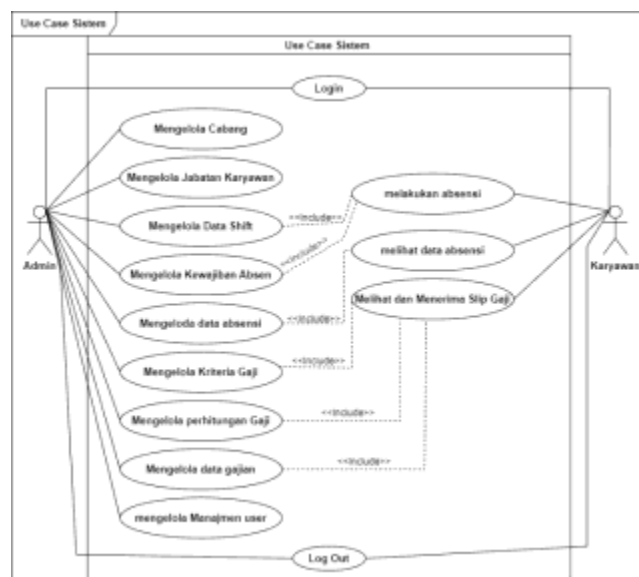 Use Case Sistem
Use Case Sistem
Login
Mengelola Cabang
Mengelola Jabatan Karyawan
melakukan absensi
Mengelola Data Shift
<<Include>>
Admin
Karyawan
Mengelola Kewajiban Absen
<<Include>>
melihat data absensi
Melihat dan Menerima Slip Gaji
Mengeloda data absensi
<<Include>>
Mengelola Kriteria Gaji
<<Include>>
Mengelola perhitungan Gaji
<<Include>>
Mengelola data gajian
<<Include>>
mengelola Manajmen user
Log Out